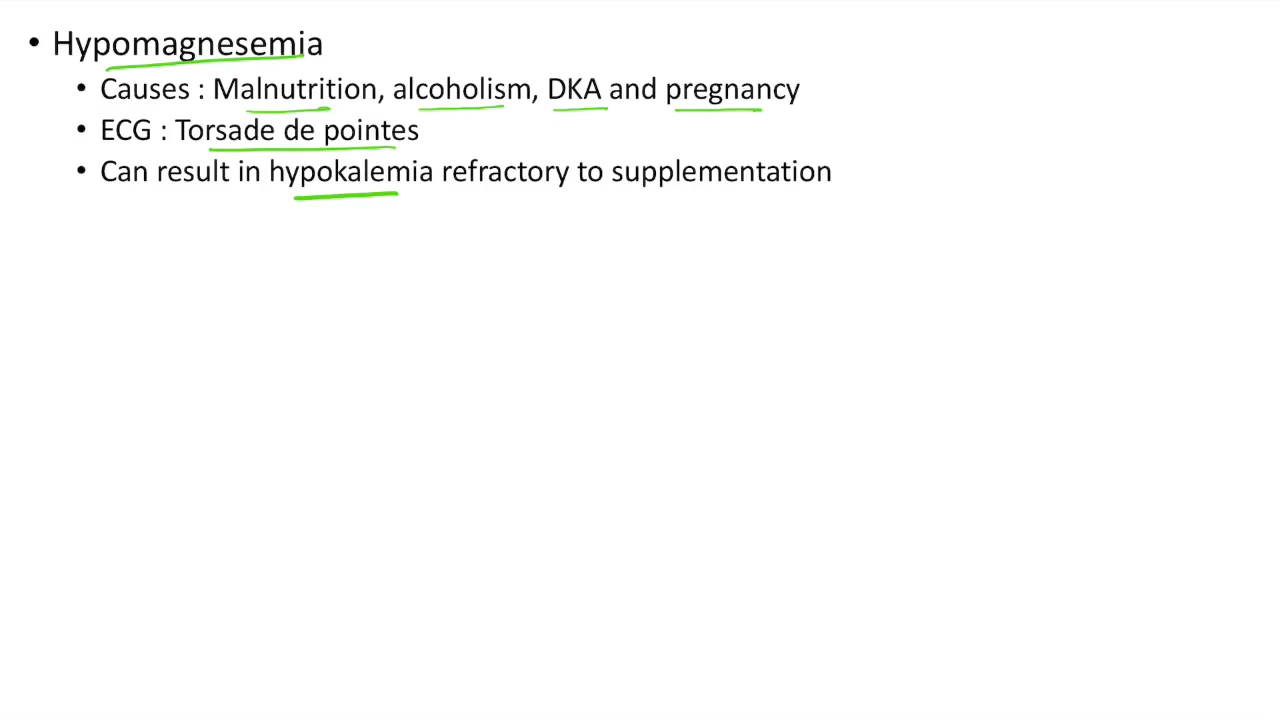 • Hypomagnesemia
• Causes : Malnutrition, alcoholism, DKA and pregnancy
• ECG : Torsade de pointes
• Can result in hypokalemia refractory to supplementation